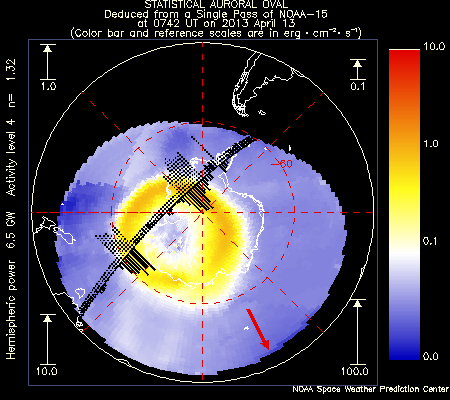 STATISTICAL AURORAL OVAL
Deduced from a Single Pass of NOAA-15
at 0742 UT on 2013 April 13
(Color bar and reference scales are in erg · cm⁻² · s⁻¹)
Hemispheric power 6.5 GW Activity level 4 n= 1.32
1.0
0.1
10.0
100.0
-60
10.0
1.0
0.1
0.0
NOAA Space Weather Prediction Center